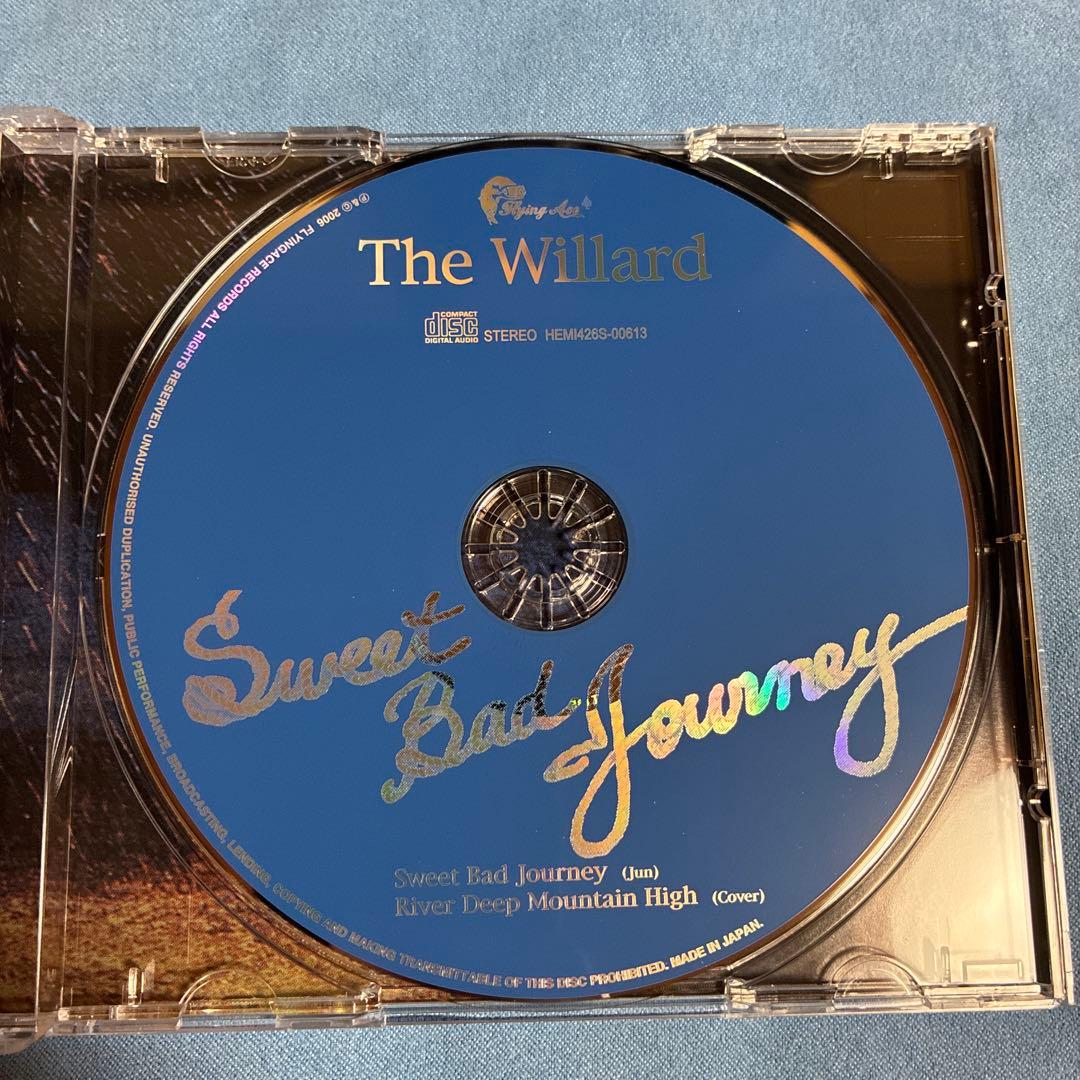 Flying Ace
The Willard
COMPACT
disc
DIGITAL AUDIO
STEREO HEMI426S-00613
Sweet
Bad
Journey
Sweet Bad Journey (Jun)
River Deep Mountain High (Cover)
℗&© 2006 FLYINGACE RECORDS ALL RIGHTS RESERVED. UNAUTHORISED DUPLICATION, PUBLIC PERFORMANCE, BROADCASTING, LENDING, COPYING AND MAKING TRANSMITTABLE OF THIS DISC PROHIBITED. MADE IN JAPAN.